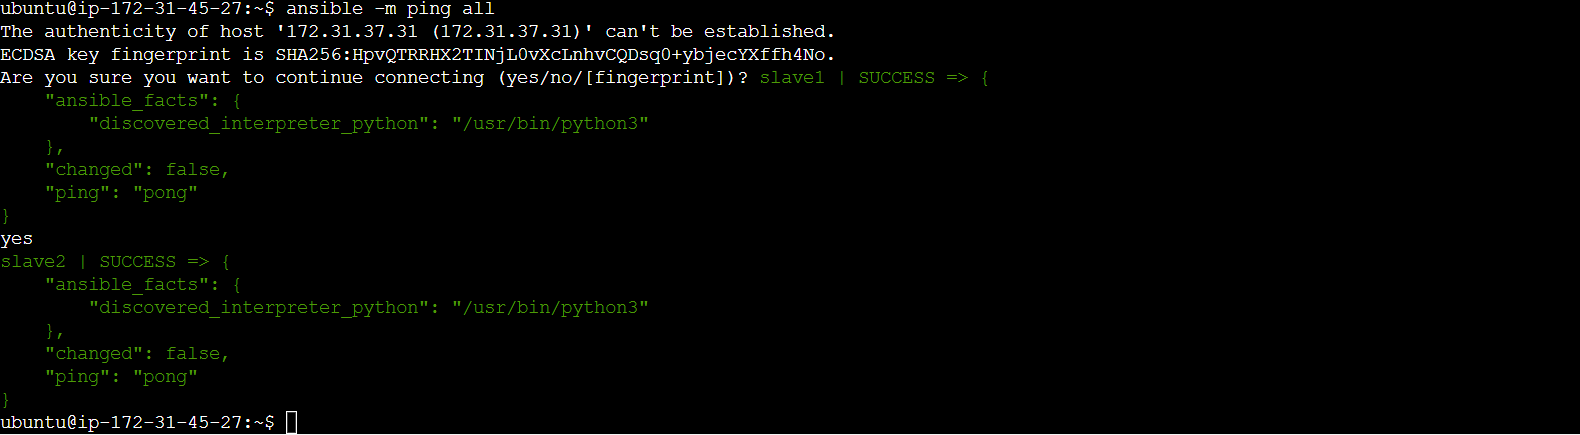 ubuntu@ip-172-31-45-27:~$ ansible -m ping all
The authenticity of host '172.31.37.31 (172.31.37.31)' can't be established.
ECDSA key fingerprint is SHA256:HpvQTRRHX2TINjL0vXcLnhvCQDsq0+ybjecYXffh4No.
Are you sure you want to continue connecting (yes/no/[fingerprint])? slave1 | SUCCESS => {
    "ansible_facts": {
        "discovered_interpreter_python": "/usr/bin/python3"
    },
    "changed": false,
    "ping": "pong"
}
yes
slave2 | SUCCESS => {
    "ansible_facts": {
        "discovered_interpreter_python": "/usr/bin/python3"
    },
    "changed": false,
    "ping": "pong"
}
ubuntu@ip-172-31-45-27:~$